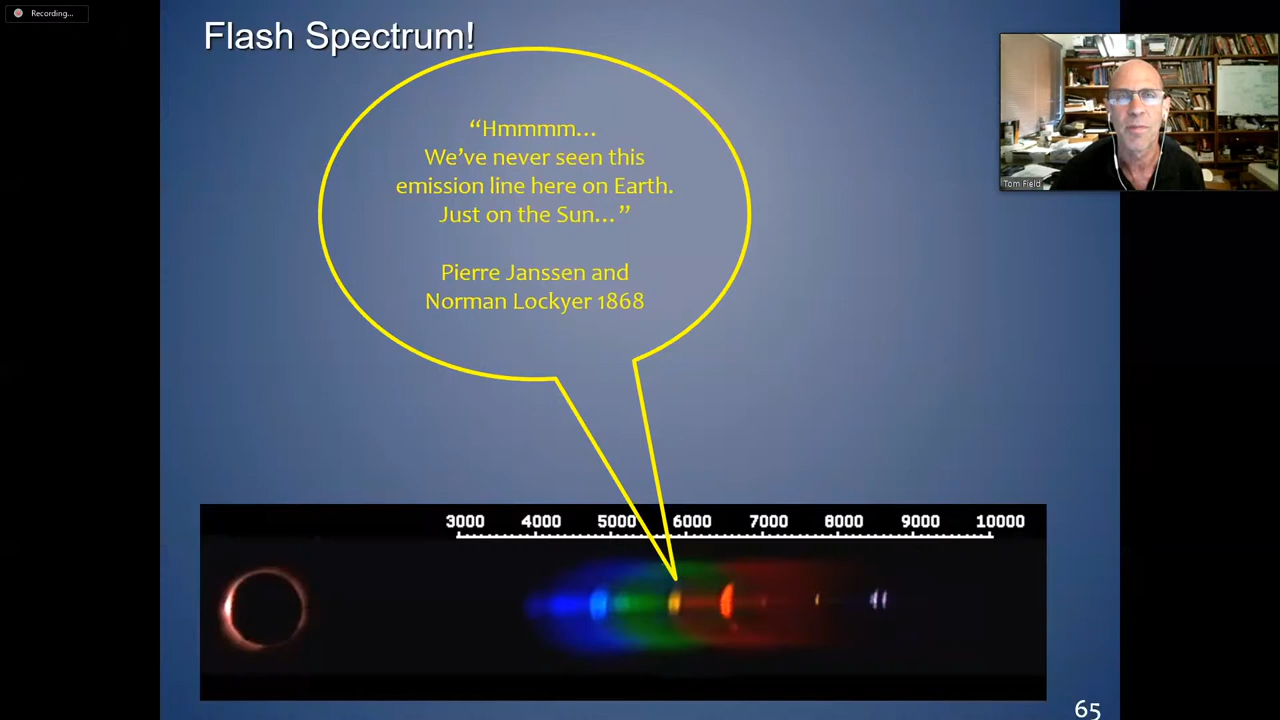 Recording...
Flash Spectrum!
“Hmmmm...
We’ve never seen this
emission line here on Earth.
Just on the Sun...”
Pierre Janssen and
Norman Lockyer 1868
Tom Field
3000 4000 5000 6000 7000 8000 9000 10000
65